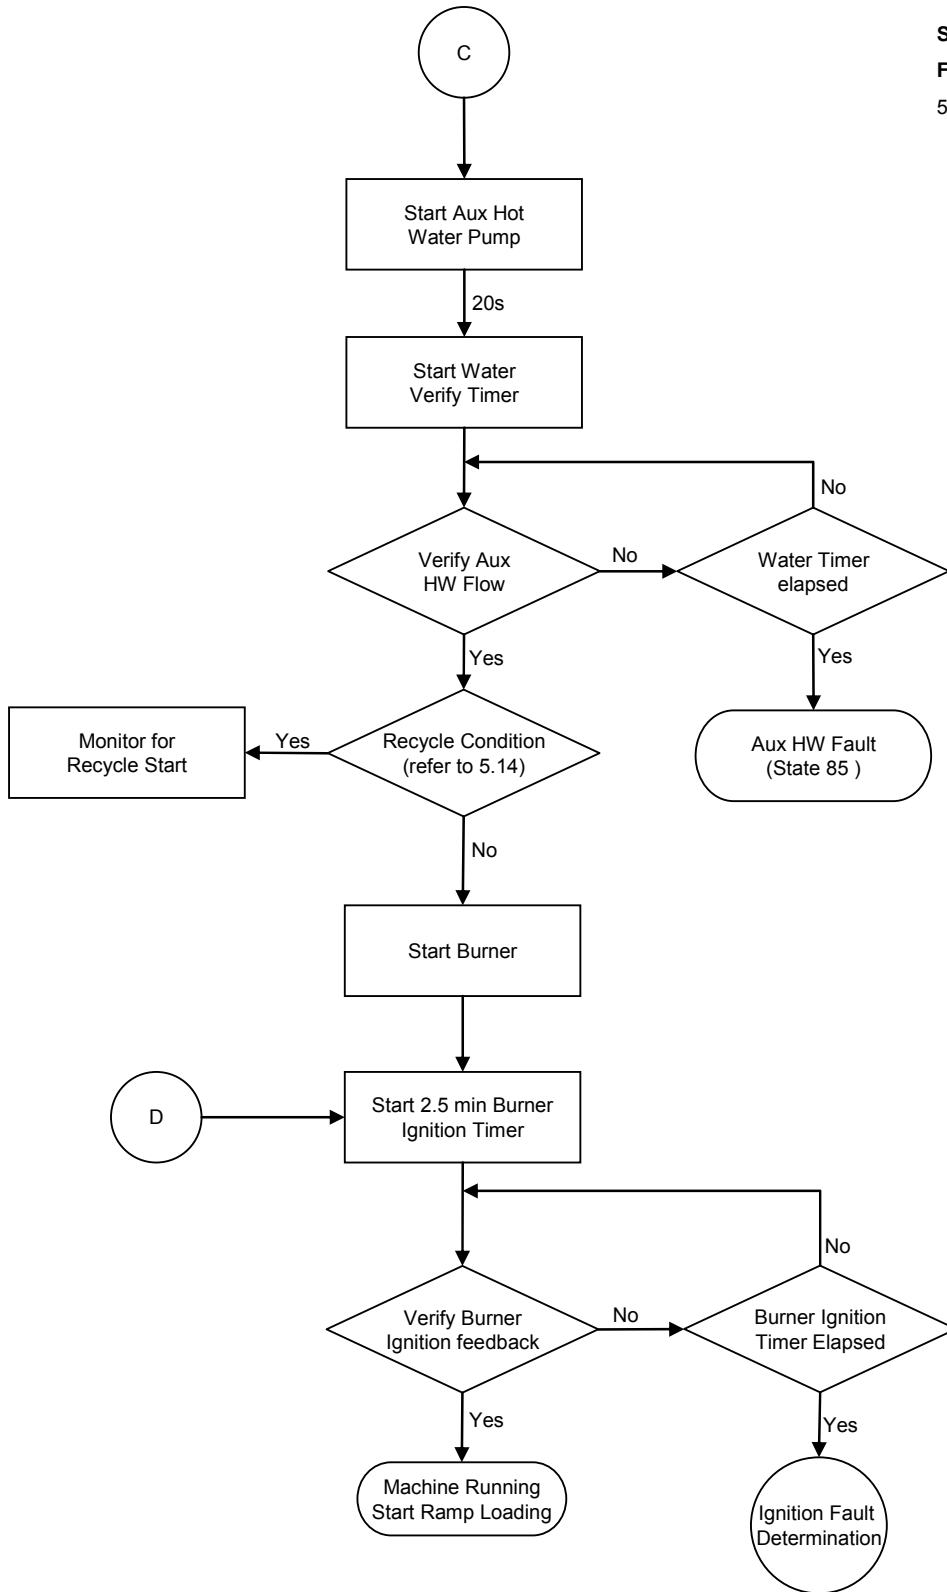 C
S
F
5
Start Aux Hot
Water Pump
20s
Start Water
Verify Timer
No
Verify Aux
HW Flow
No
Water Timer
elapsed
Yes
Yes
Monitor for
Recycle Start
Yes
Recycle Condition
(refer to 5.14)
Aux HW Fault
(State 85 )
No
Start Burner
D
Start 2.5 min Burner
Ignition Timer
No
Verify Burner
Ignition feedback
No
Burner Ignition
Timer Elapsed
Yes
Yes
Machine Running
Start Ramp Loading
Ignition Fault
Determination